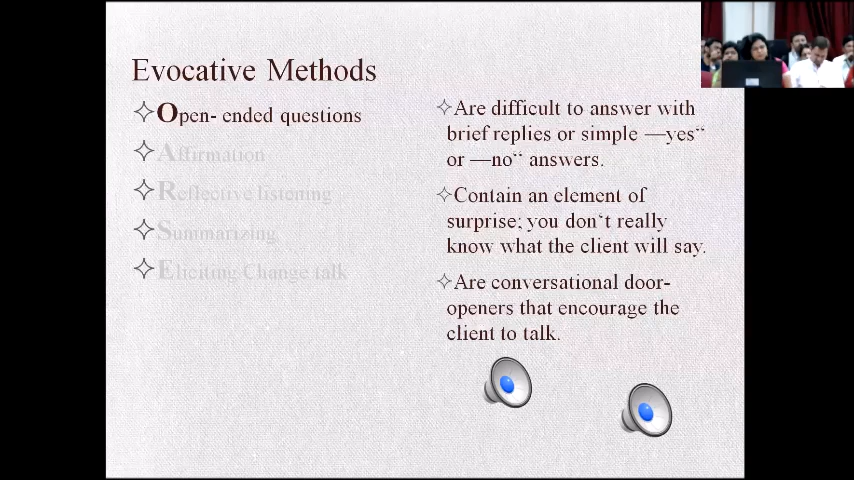 Evocative Methods
Open- ended questions
Affirmation
Reflective listening
Summarizing
Eliciting Change talk
Are difficult to answer with
brief replies or simple ―yes‟
or ―no‟ answers.
Contain an element of
surprise; you don‘t really
know what the client will say.
Are conversational door-
openers that encourage the
client to talk.